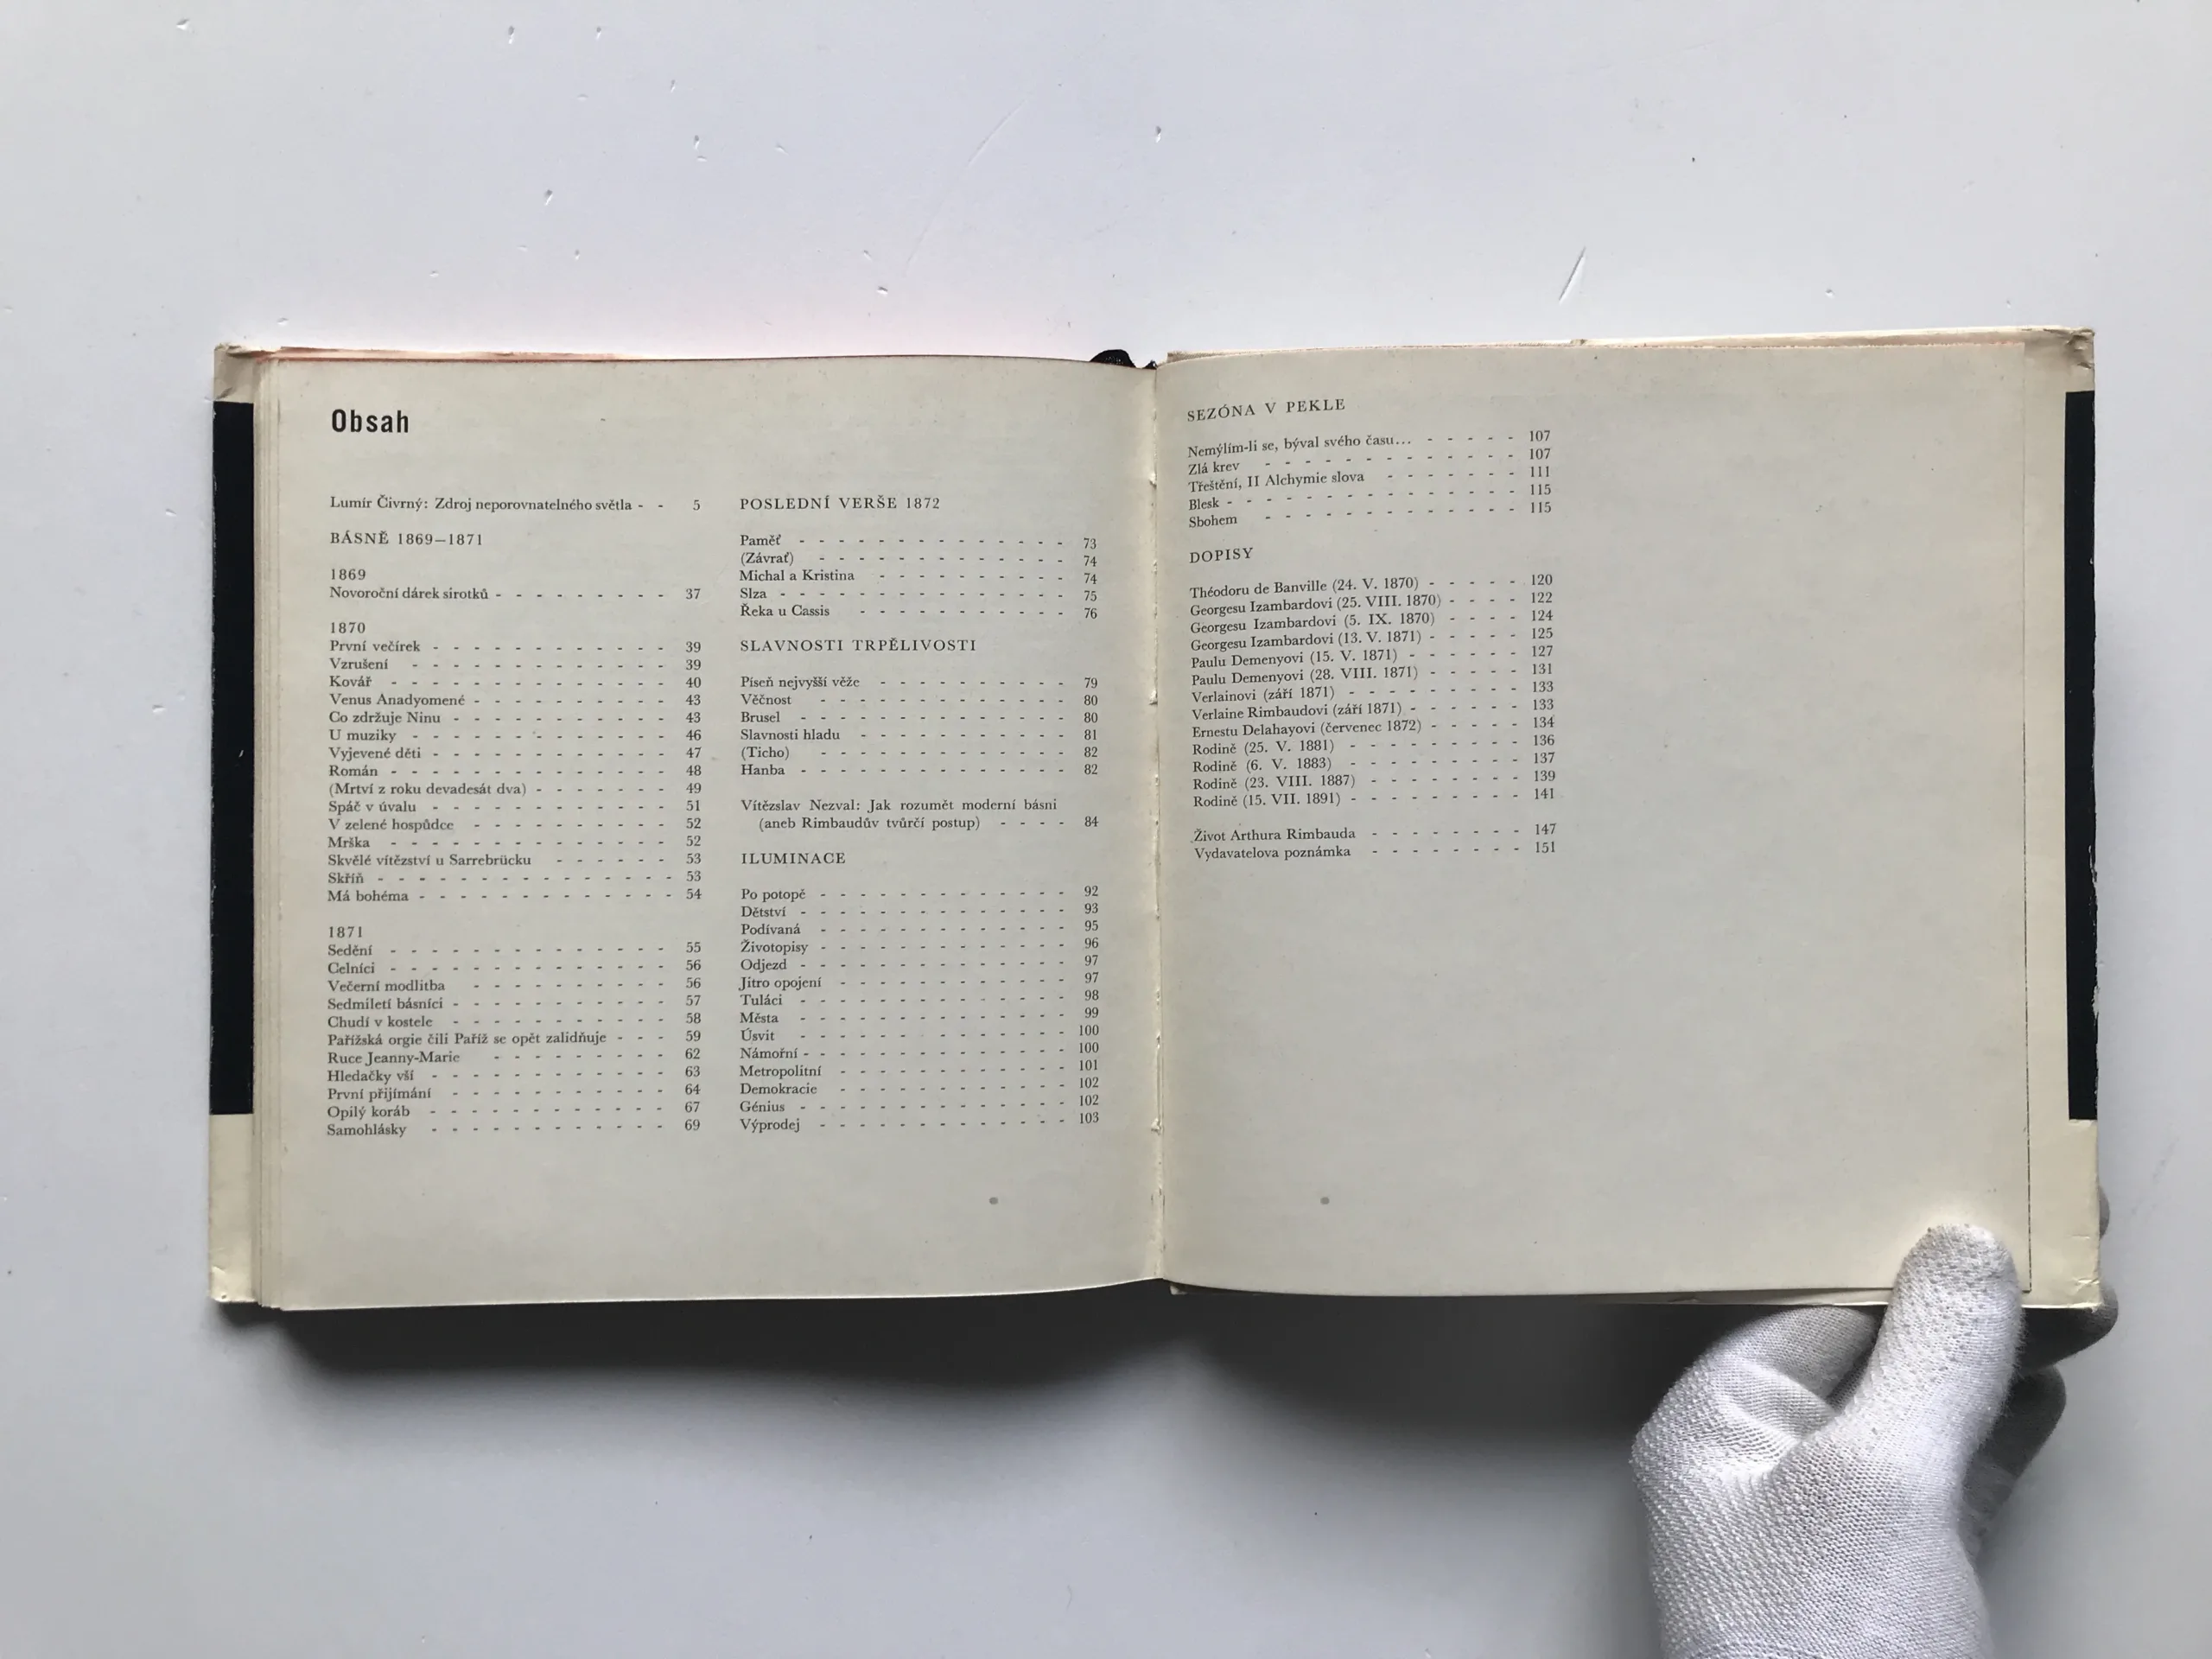 Obsah
Lumír Čivrný: Zdroj neporovnatelného světla - - 5
BÁSNĚ 1869–1871
1869
Novoroční dárek sirotků - - - - - - - - - 37
1870
První večírek - - - - - - - - - - - - 39
Vzrušení - - - - - - - - - - - - - 39
Kovář - - - - - - - - - - - - - - 40
Venus Anadyomené - - - - - - - - - - 43
Co zdržuje Ninu - - - - - - - - - - - 43
U muziky - - - - - - - - - - - - - 46
Vyjevené děti - - - - - - - - - - - - 47
Román - - - - - - - - - - - - - - 48
(Mrtví z roku devadesát dva) - - - - - - - 49
Spáč v úvalu - - - - - - - - - - - - 51
V zelené hospůdce - - - - - - - - - - 52
Mrška - - - - - - - - - - - - - - 52
Skvělé vítězství u Sarrebrücku - - - - - - 53
Skříň - - - - - - - - - - - - - - - 53
Má bohéma - - - - - - - - - - - - - 54
1871
Sedění - - - - - - - - - - - - - - 55
Celníci - - - - - - - - - - - - - - 56
Večerní modlitba - - - - - - - - - - 56
Sedmiletí básníci - - - - - - - - - - - 57
Chudí v kostele - - - - - - - - - - - 58
Pařížská orgie čili Paříž se opět zalidňuje - - - 59
Ruce Jeanny-Marie - - - - - - - - - 62
Hledačky vší - - - - - - - - - - - - 63
První přijímání - - - - - - - - - - - 64
Opilý koráb - - - - - - - - - - - - 67
Samohlásky - - - - - - - - - - - - 69
POSLEDNÍ VERŠE 1872
Paměť - - - - - - - - - - - - - - 73
(Závrať) - - - - - - - - - - - - - 74
Michal a Kristina - - - - - - - - - - 74
Slza - - - - - - - - - - - - - - - 75
Řeka u Cassis - - - - - - - - - - - 76
SLAVNOSTI TRPĚLIVOSTI
Píseň nejvyšší věže - - - - - - - - - - 79
Věčnost - - - - - - - - - - - - - 80
Brusel - - - - - - - - - - - - - - 80
Slavnosti hladu - - - - - - - - - - - 81
(Ticho) - - - - - - - - - - - - - 82
Hanba - - - - - - - - - - - - - - 82
Vítězslav Nezval: Jak rozumět moderní básni
(aneb Rimbaudův tvůrčí postup) - - - - 84
ILUMINACE
Po potopě - - - - - - - - - - - - - 92
Dětství - - - - - - - - - - - - - - 93
Podívaná - - - - - - - - - - - - - 95
Životopisy - - - - - - - - - - - - - 96
Odjezd - - - - - - - - - - - - - - 97
Jitro opojení - - - - - - - - - - - - 97
Tuláci - - - - - - - - - - - - - - 98
Města - - - - - - - - - - - - - - 99
Úsvit - - - - - - - - - - - - - - 100
Námořní - - - - - - - - - - - - - - 100
Metropolitní - - - - - - - - - - - - 101
Demokracie - - - - - - - - - - - - 102
Génius - - - - - - - - - - - - - - 102
Výprodej - - - - - - - - - - - - - 103
SEZÓNA V PEKLE
Nemýlím-li se, býval svého času... - - - - - 107
Zlá krev - - - - - - - - - - - - - 107
Třeštění, II Alchymie slova - - - - - - - 111
Blesk - - - - - - - - - - - - - - - 115
Sbohem - - - - - - - - - - - - - 115
DOPISY
Théodoru de Banville (24. V. 1870) - - - - - 120
Georgesu Izambardovi (25. VIII. 1870) - - - - 122
Georgesu Izambardovi (5. IX. 1870) - - - - 124
Georgesu Izambardovi (13. V. 1871) - - - - - 125
Paulu Demenyovi (15. V. 1871) - - - - - - 127
Paulu Demenyovi (28. VIII. 1871) - - - - - 131
Verlainovi (září 1871) - - - - - - - - - 133
Verlaine Rimbaudovi (září 1871) - - - - - - 133
Ernestu Delahayovi (červenec 1872) - - - - - 134
Rodině (25. V. 1881) - - - - - - - - - 136
Rodině (6. V. 1883) - - - - - - - - - 137
Rodině (23. VIII. 1887) - - - - - - - - 139
Rodině (15. VII. 1891) - - - - - - - - - 141
Život Arthura Rimbauda - - - - - - - - 147
Vydavatelova poznámka - - - - - - - - 151